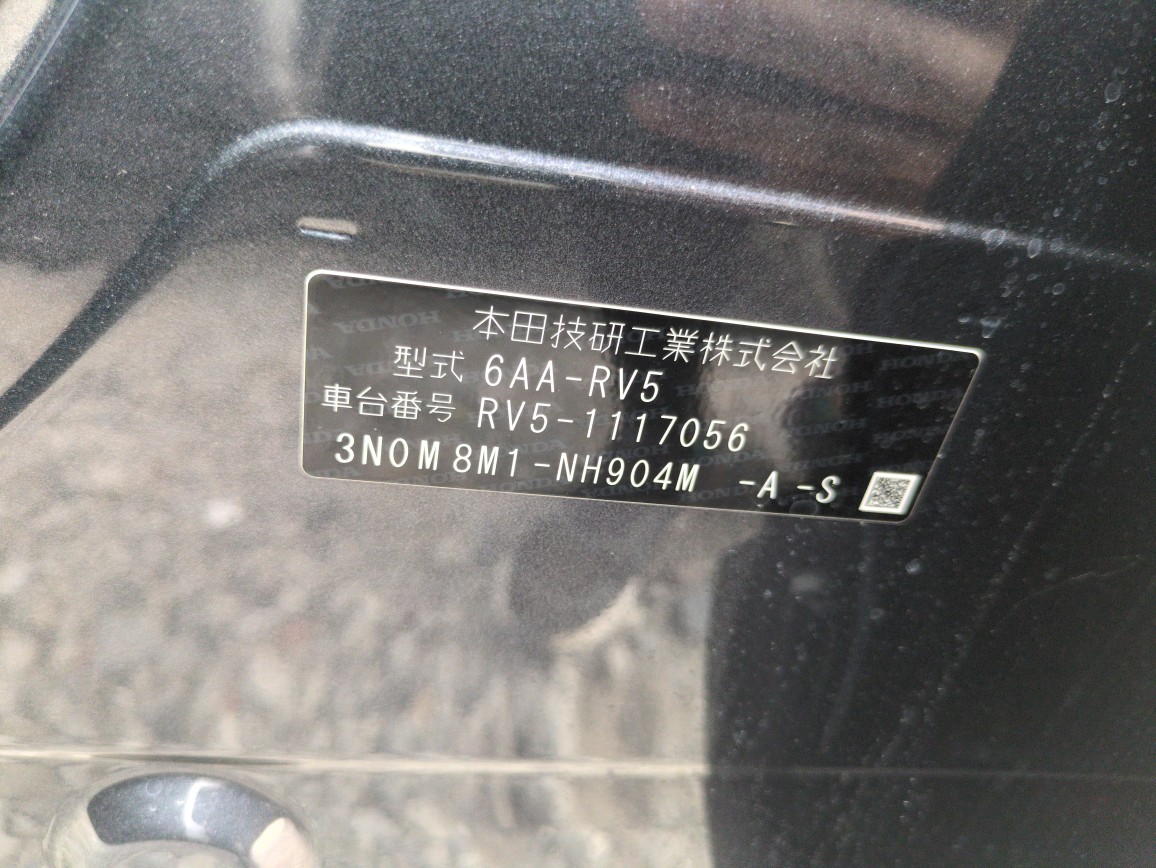 本田技研工業株式会社
型式 6AA-RV5
車台番号 RV5-1117056
3N0M8M1-NH904M -A-S